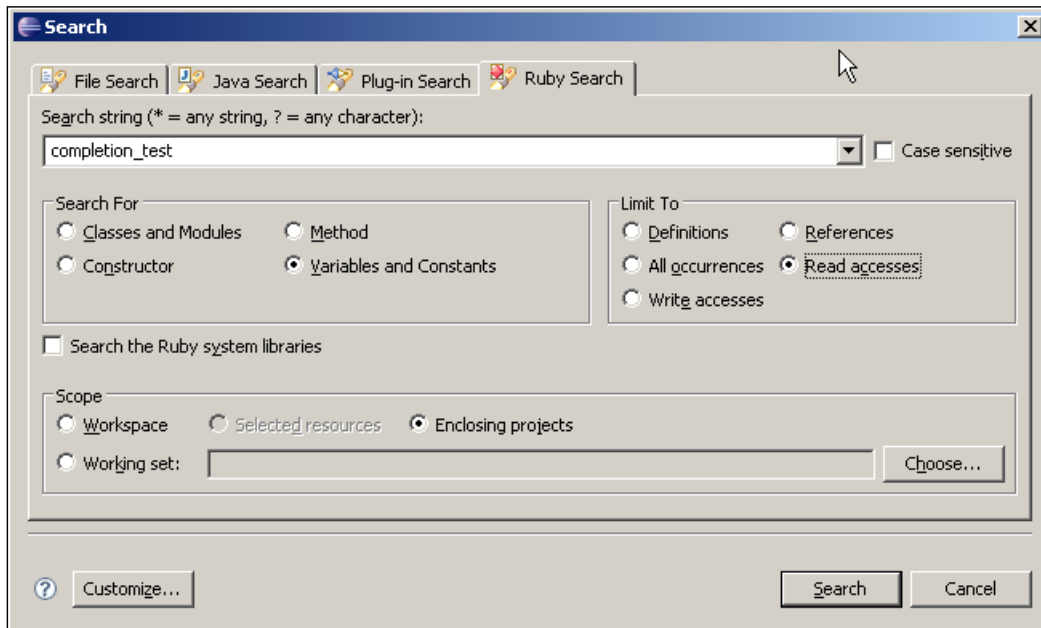 Search
File Search Java Search Plug-in Search Ruby Search
Search string (* = any string, ? = any character):
completion_test Case sensitive
Search For Limit To
Classes and Modules Method Definitions References
Constructor Variables and Constants All occurrences Read accesses
Write accesses
Search the Ruby system libraries
Scope
Workspace Selected resources Enclosing projects
Working set: Choose...
? Customize... Search Cancel